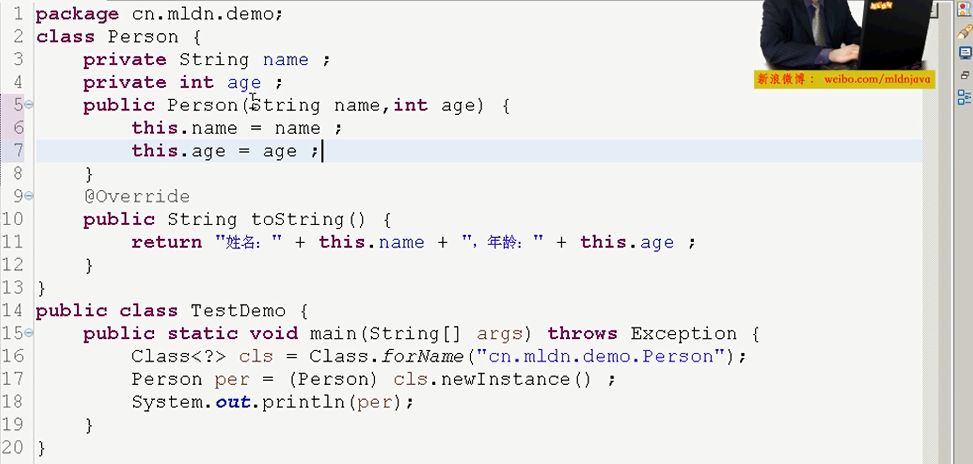 1 package cn.mldn.demo;
2 class Person {
3     private String name ;
4     private int age ;
5     public Person(String name,int age) {
6         this.name = name ;
7         this.age = age ;
8     }
9     @Override
10     public String toString() {
11         return "姓名：" + this.name + "，年龄：" + this.age ;
12     }
13 }
14 public class TestDemo {
15     public static void main(String[] args) throws Exception {
16         Class<?> cls = Class.forName("cn.mldn.demo.Person");
17         Person per = (Person) cls.newInstance() ;
18         System.out.println(per);
19     }
20 }
新浪微博： weibo.com/mldnjava